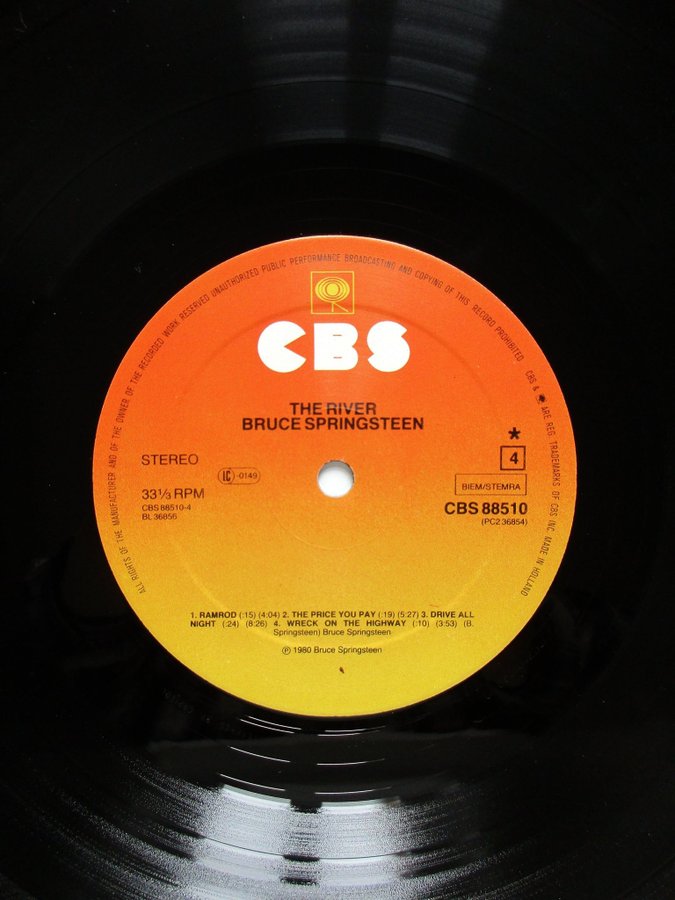 ALL RIGHTS OF THE MANUFACTURER AND OF THE OWNER OF THE RECORDED WORK RESERVED UNAUTHORIZED PUBLIC PERFORMANCE BROADCASTING AND COPYING OF THIS RECORD PROHIBITED
CBS & ARE REG. TRADEMARKS OF CBS INC. MADE IN HOLLAND
CBS
THE RIVER
BRUCE SPRINGSTEEN
*
STEREO
LC -0149
4
33⅓ RPM
BIEM/STEMRA
CBS 88510-4
CBS 88510
BL 36856
(PC2 36854)
1. RAMROD (:15) (4:04) 2. THE PRICE YOU PAY (:19) (5:27) 3. DRIVE ALL
NIGHT (:24) (8:26) 4. WRECK ON THE HIGHWAY (:10) (3:53) (B.
Springsteen) Bruce Springsteen
℗ 1980 Bruce Springsteen